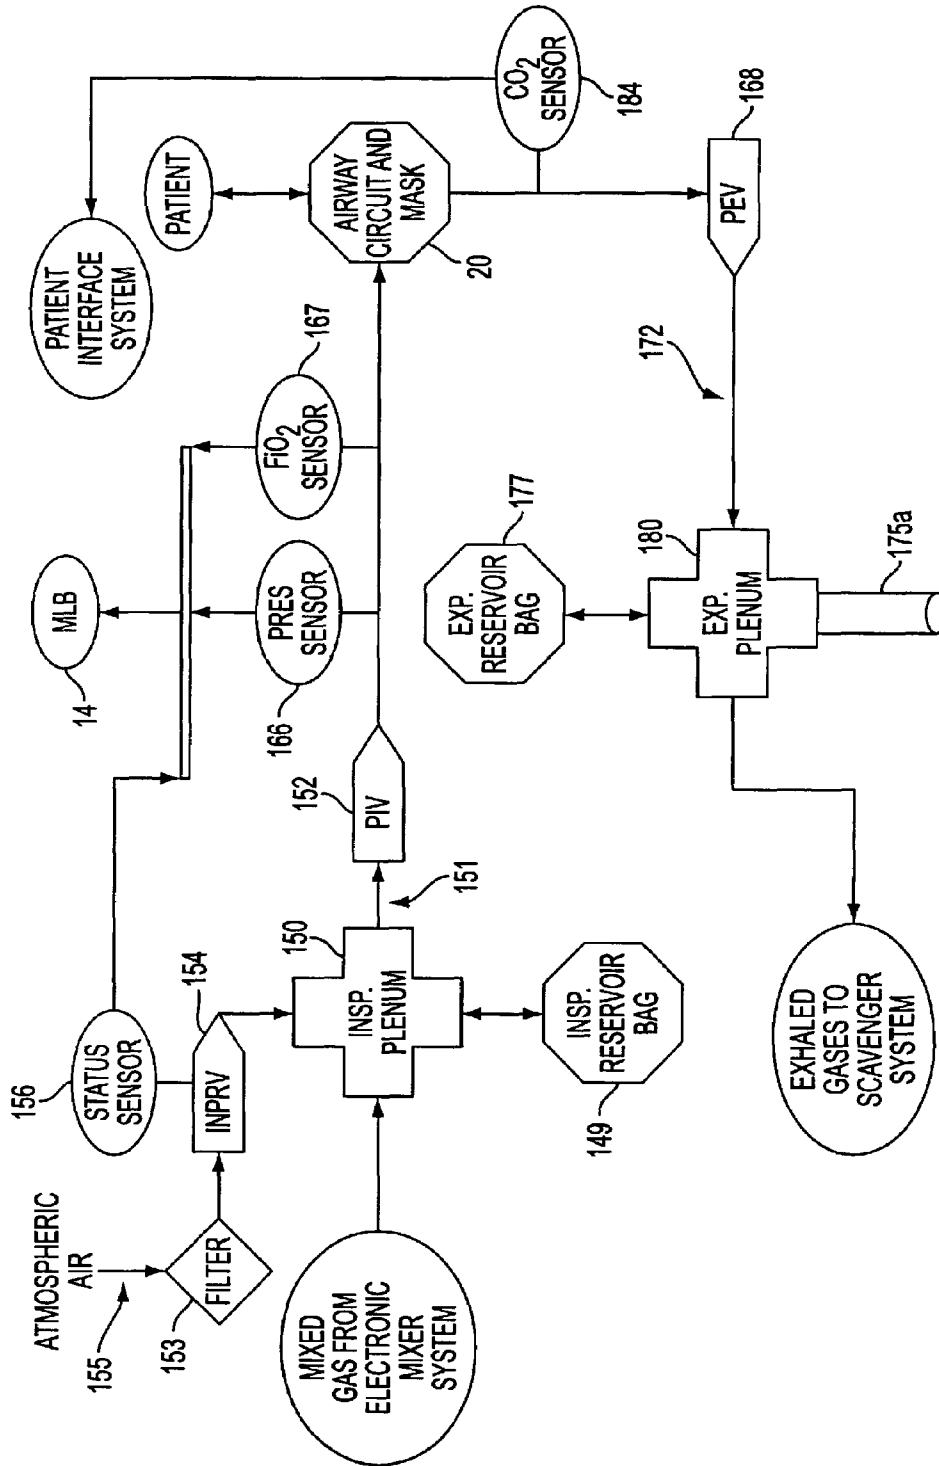 ATMOSPHERIC
AIR
155
FILTER
153
INPRV
154
STATUS
SENSOR
156
MIXED
GAS FROM
ELECTRONIC
MIXER
SYSTEM
INSP.
PLENUM
150
INSP.
RESERVOIR
BAG
149
151
PIV
152
MLB
14
PRES
SENSOR
166
FiO2
SENSOR
167
PATIENT
INTERFACE
SYSTEM
PATIENT
AIRWAY
CIRCUIT AND
MASK
20
CO2
SENSOR
184
PEV
168
172
EXP.
RESERVOIR
BAG
177
EXP.
PLENUM
180
175a
EXHALED
GASES TO
SCAVENGER
SYSTEM